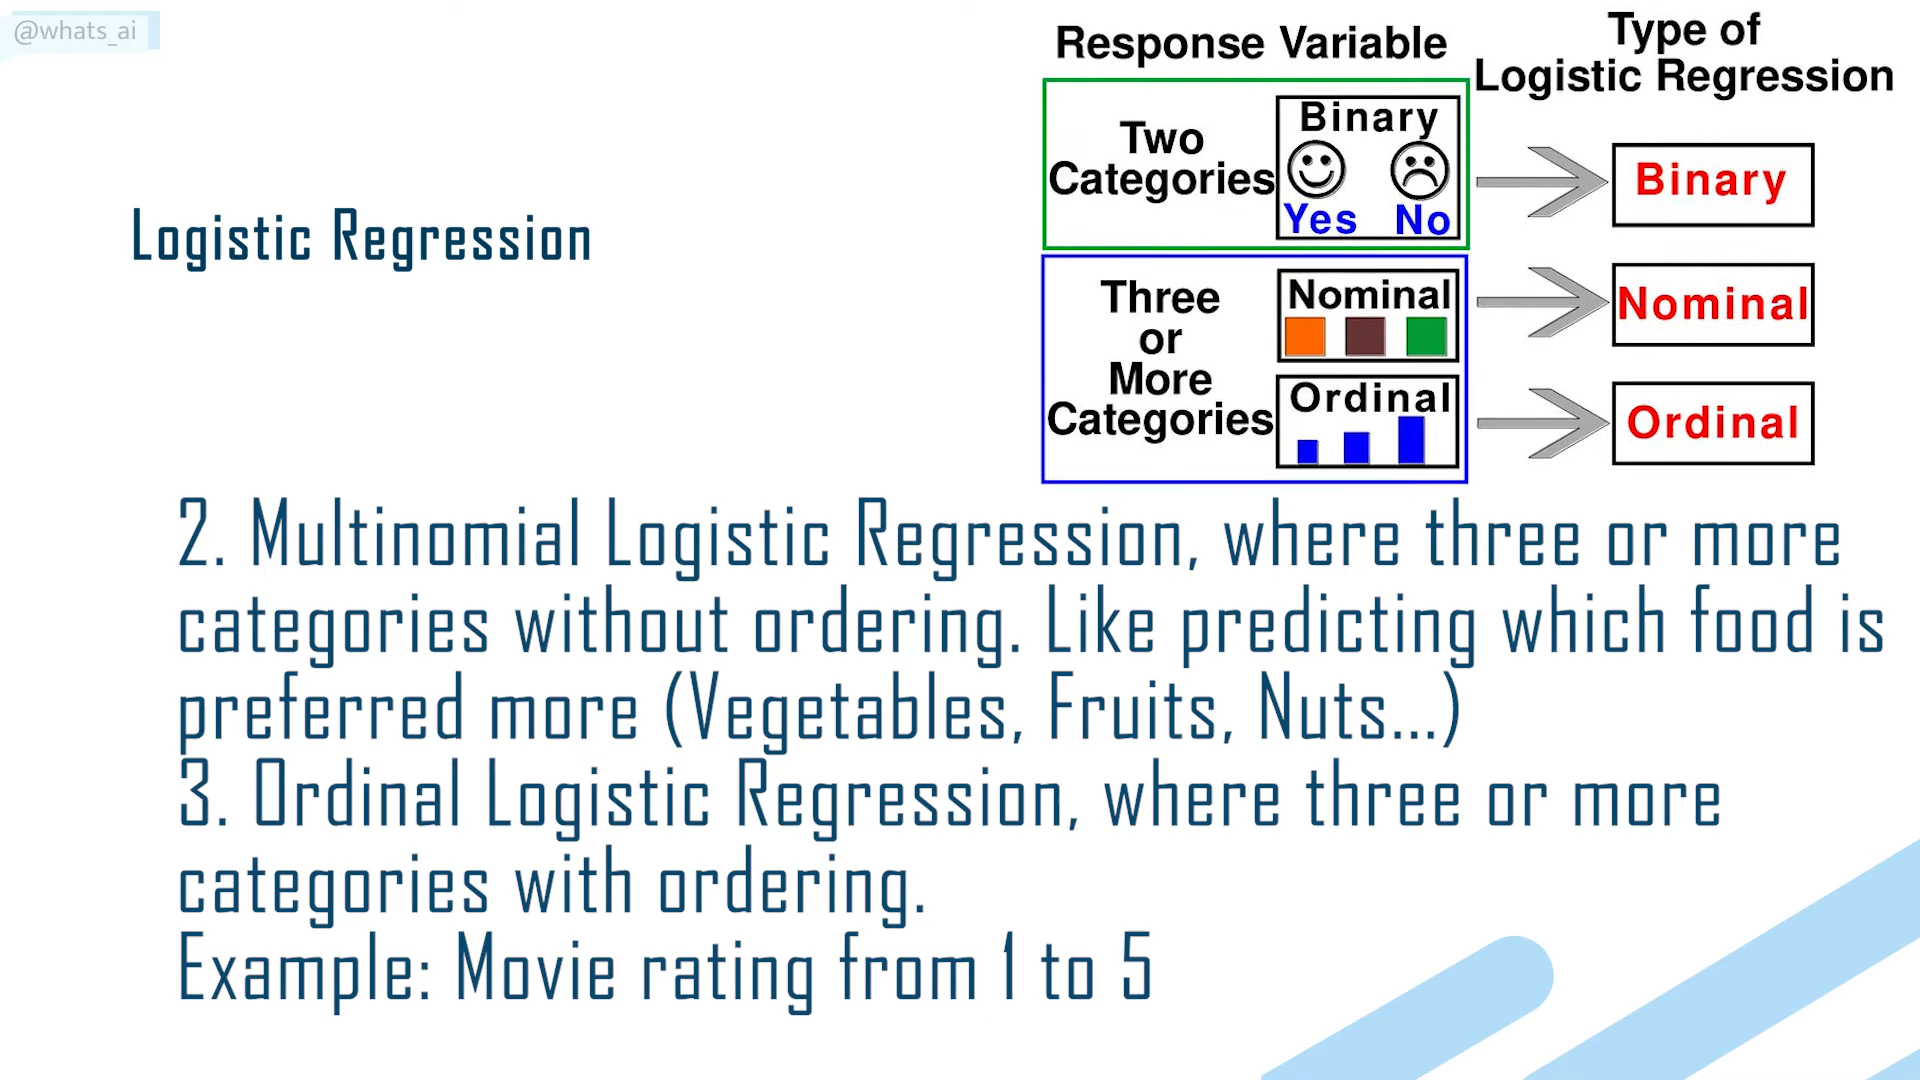 @whats_ai
Response Variable
Type of
Logistic Regression
Two
Categories
Binary
Yes No
Binary
Logistic Regression
Three
or
More
Categories
Nominal
Nominal
Ordinal
Ordinal
2. Multinomial Logistic Regression, where three or more
categories without ordering. Like predicting which food is
preferred more (Vegetables, Fruits, Nuts...)
3. Ordinal Logistic Regression, where three or more
categories with ordering.
Example: Movie rating from 1 to 5